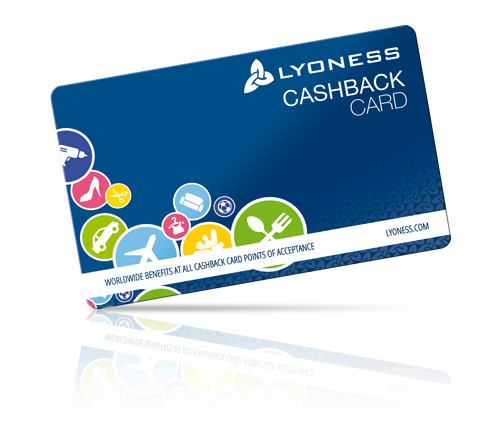 LYONESS
CASHBACK
CARD
LYONESS.COM
WORLDWIDE BENEFITS AT ALL CASHBACK CARD POINTS OF ACCEPTANCE